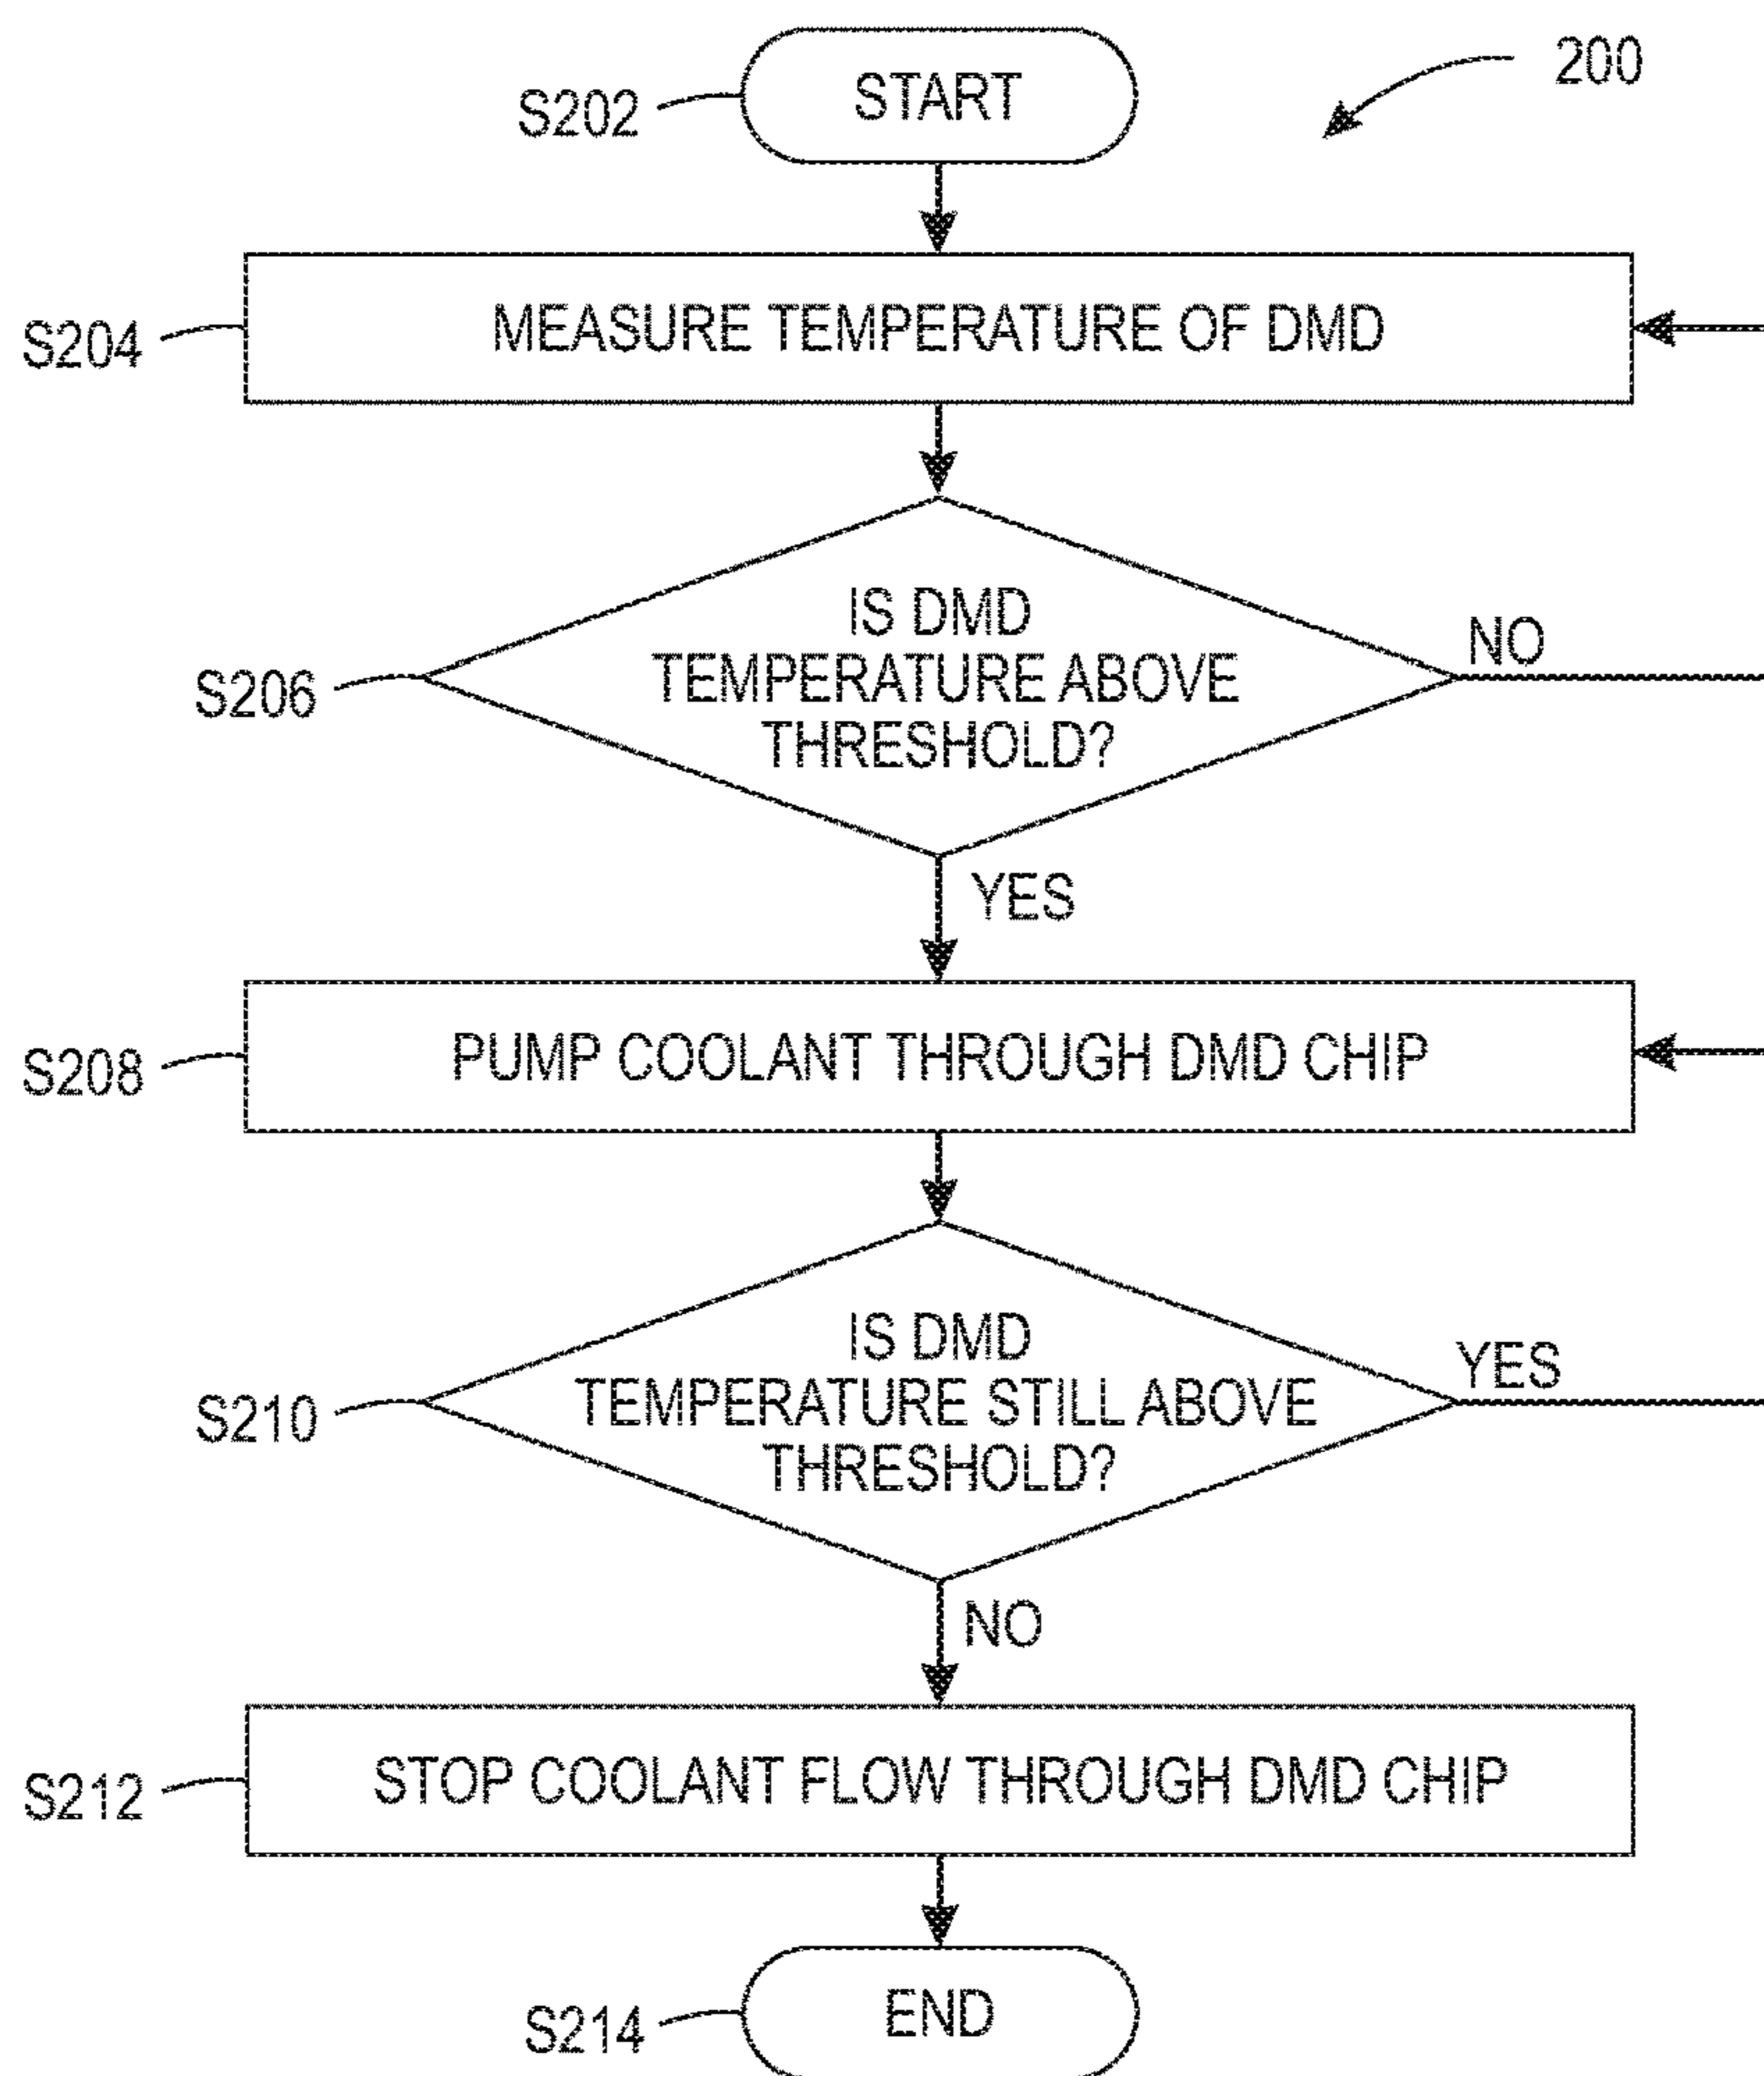 200
S202
START
S204
MEASURE TEMPERATURE OF DMD
S206
IS DMD
TEMPERATURE ABOVE
THRESHOLD?
NO
YES
S208
PUMP COOLANT THROUGH DMD CHIP
S210
IS DMD
TEMPERATURE STILL ABOVE
THRESHOLD?
YES
NO
S212
STOP COOLANT FLOW THROUGH DMD CHIP
S214
END